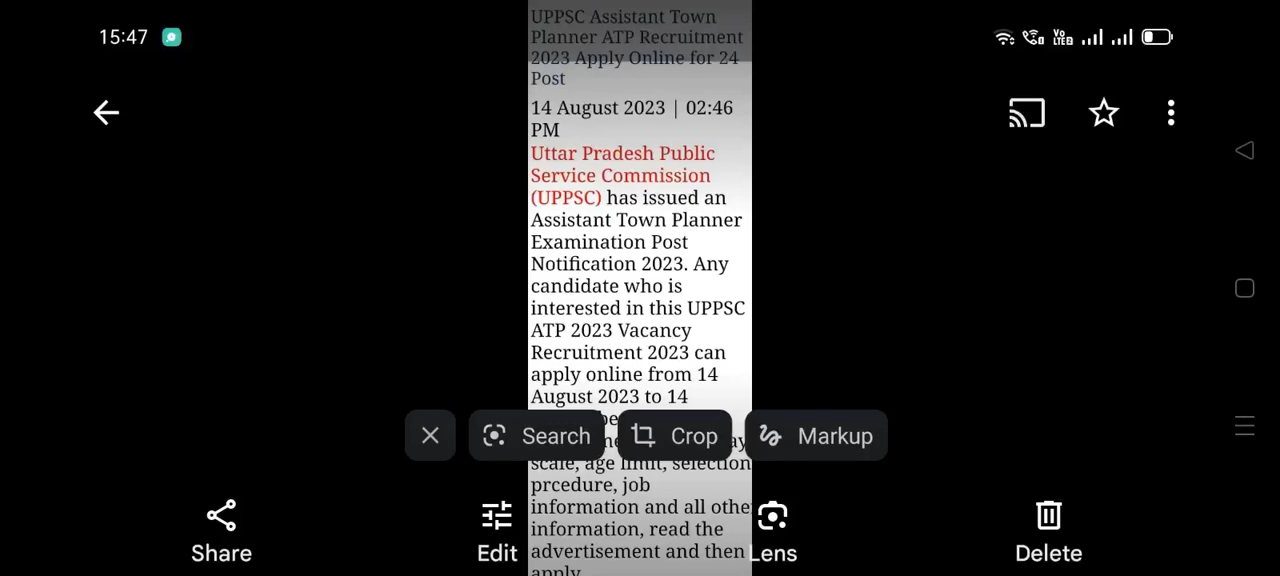 15:47
UPPSC Assistant Town
Planner ATP Recruitment
2023 Apply Online for 24
Post
14 August 2023 | 02:46
PM
Uttar Pradesh Public
Service Commission
(UPPSC) has issued an
Assistant Town Planner
Examination Post
Notification 2023. Any
candidate who is
interested in this UPPSC
ATP 2023 Vacancy
Recruitment 2023 can
apply online from 14
August 2023 to 14
Search
Crop
Markup
scale, age limit, selection
prcedure, job
information and all other
information, read the
advertisement and then
apply
Share
Edit
Lens
Delete